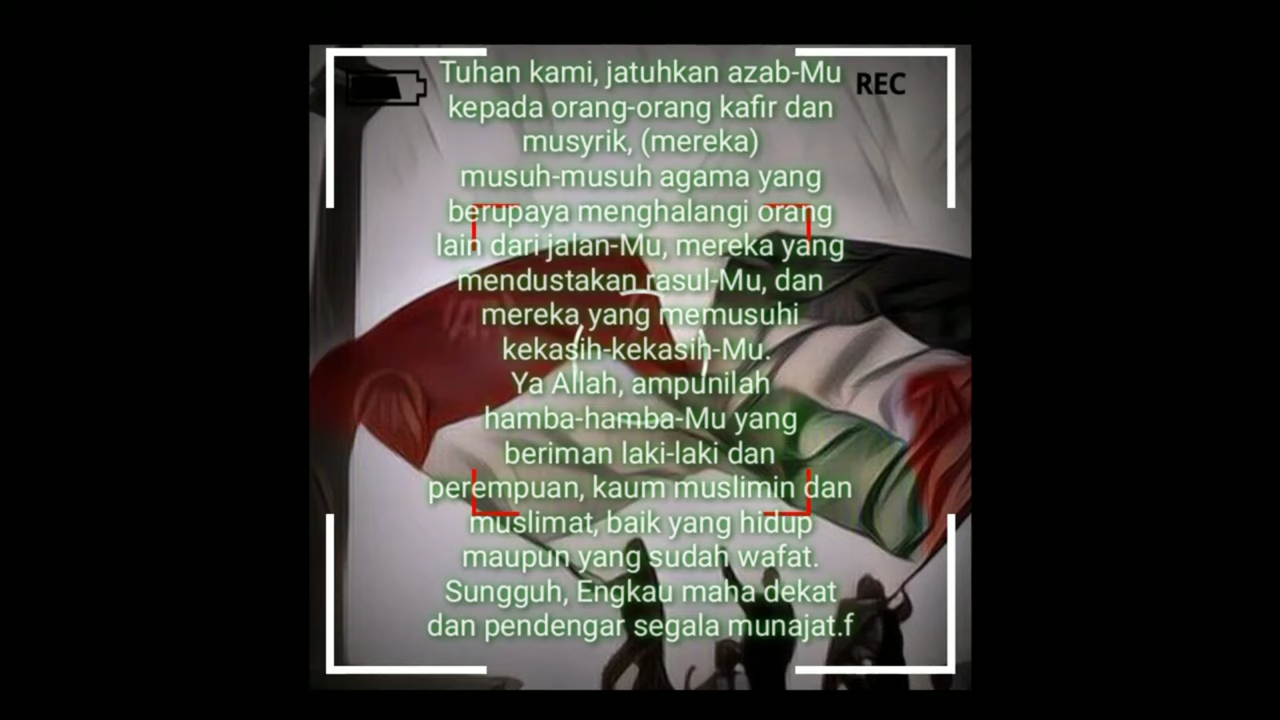 Tuhan kami, jatuhkan azab-Mu
REC
kepada orang-orang kafir dan
musyrik, (mereka)
musuh-musuh agama yang
berupaya menghalangi orang
lain dari jalan-Mu, mereka yang
mendustakan rasul-Mu, dan
mereka yang memusuhi
kekasih-kekasih-Mu.
Ya Allah, ampunilah
hamba-hamba-Mu yang
beriman laki-laki dan
perempuan, kaum muslimin dan
muslimat, baik yang hidup
maupun yang sudah wafat.
Sungguh, Engkau maha dekat
dan pendengar segala munajat.f